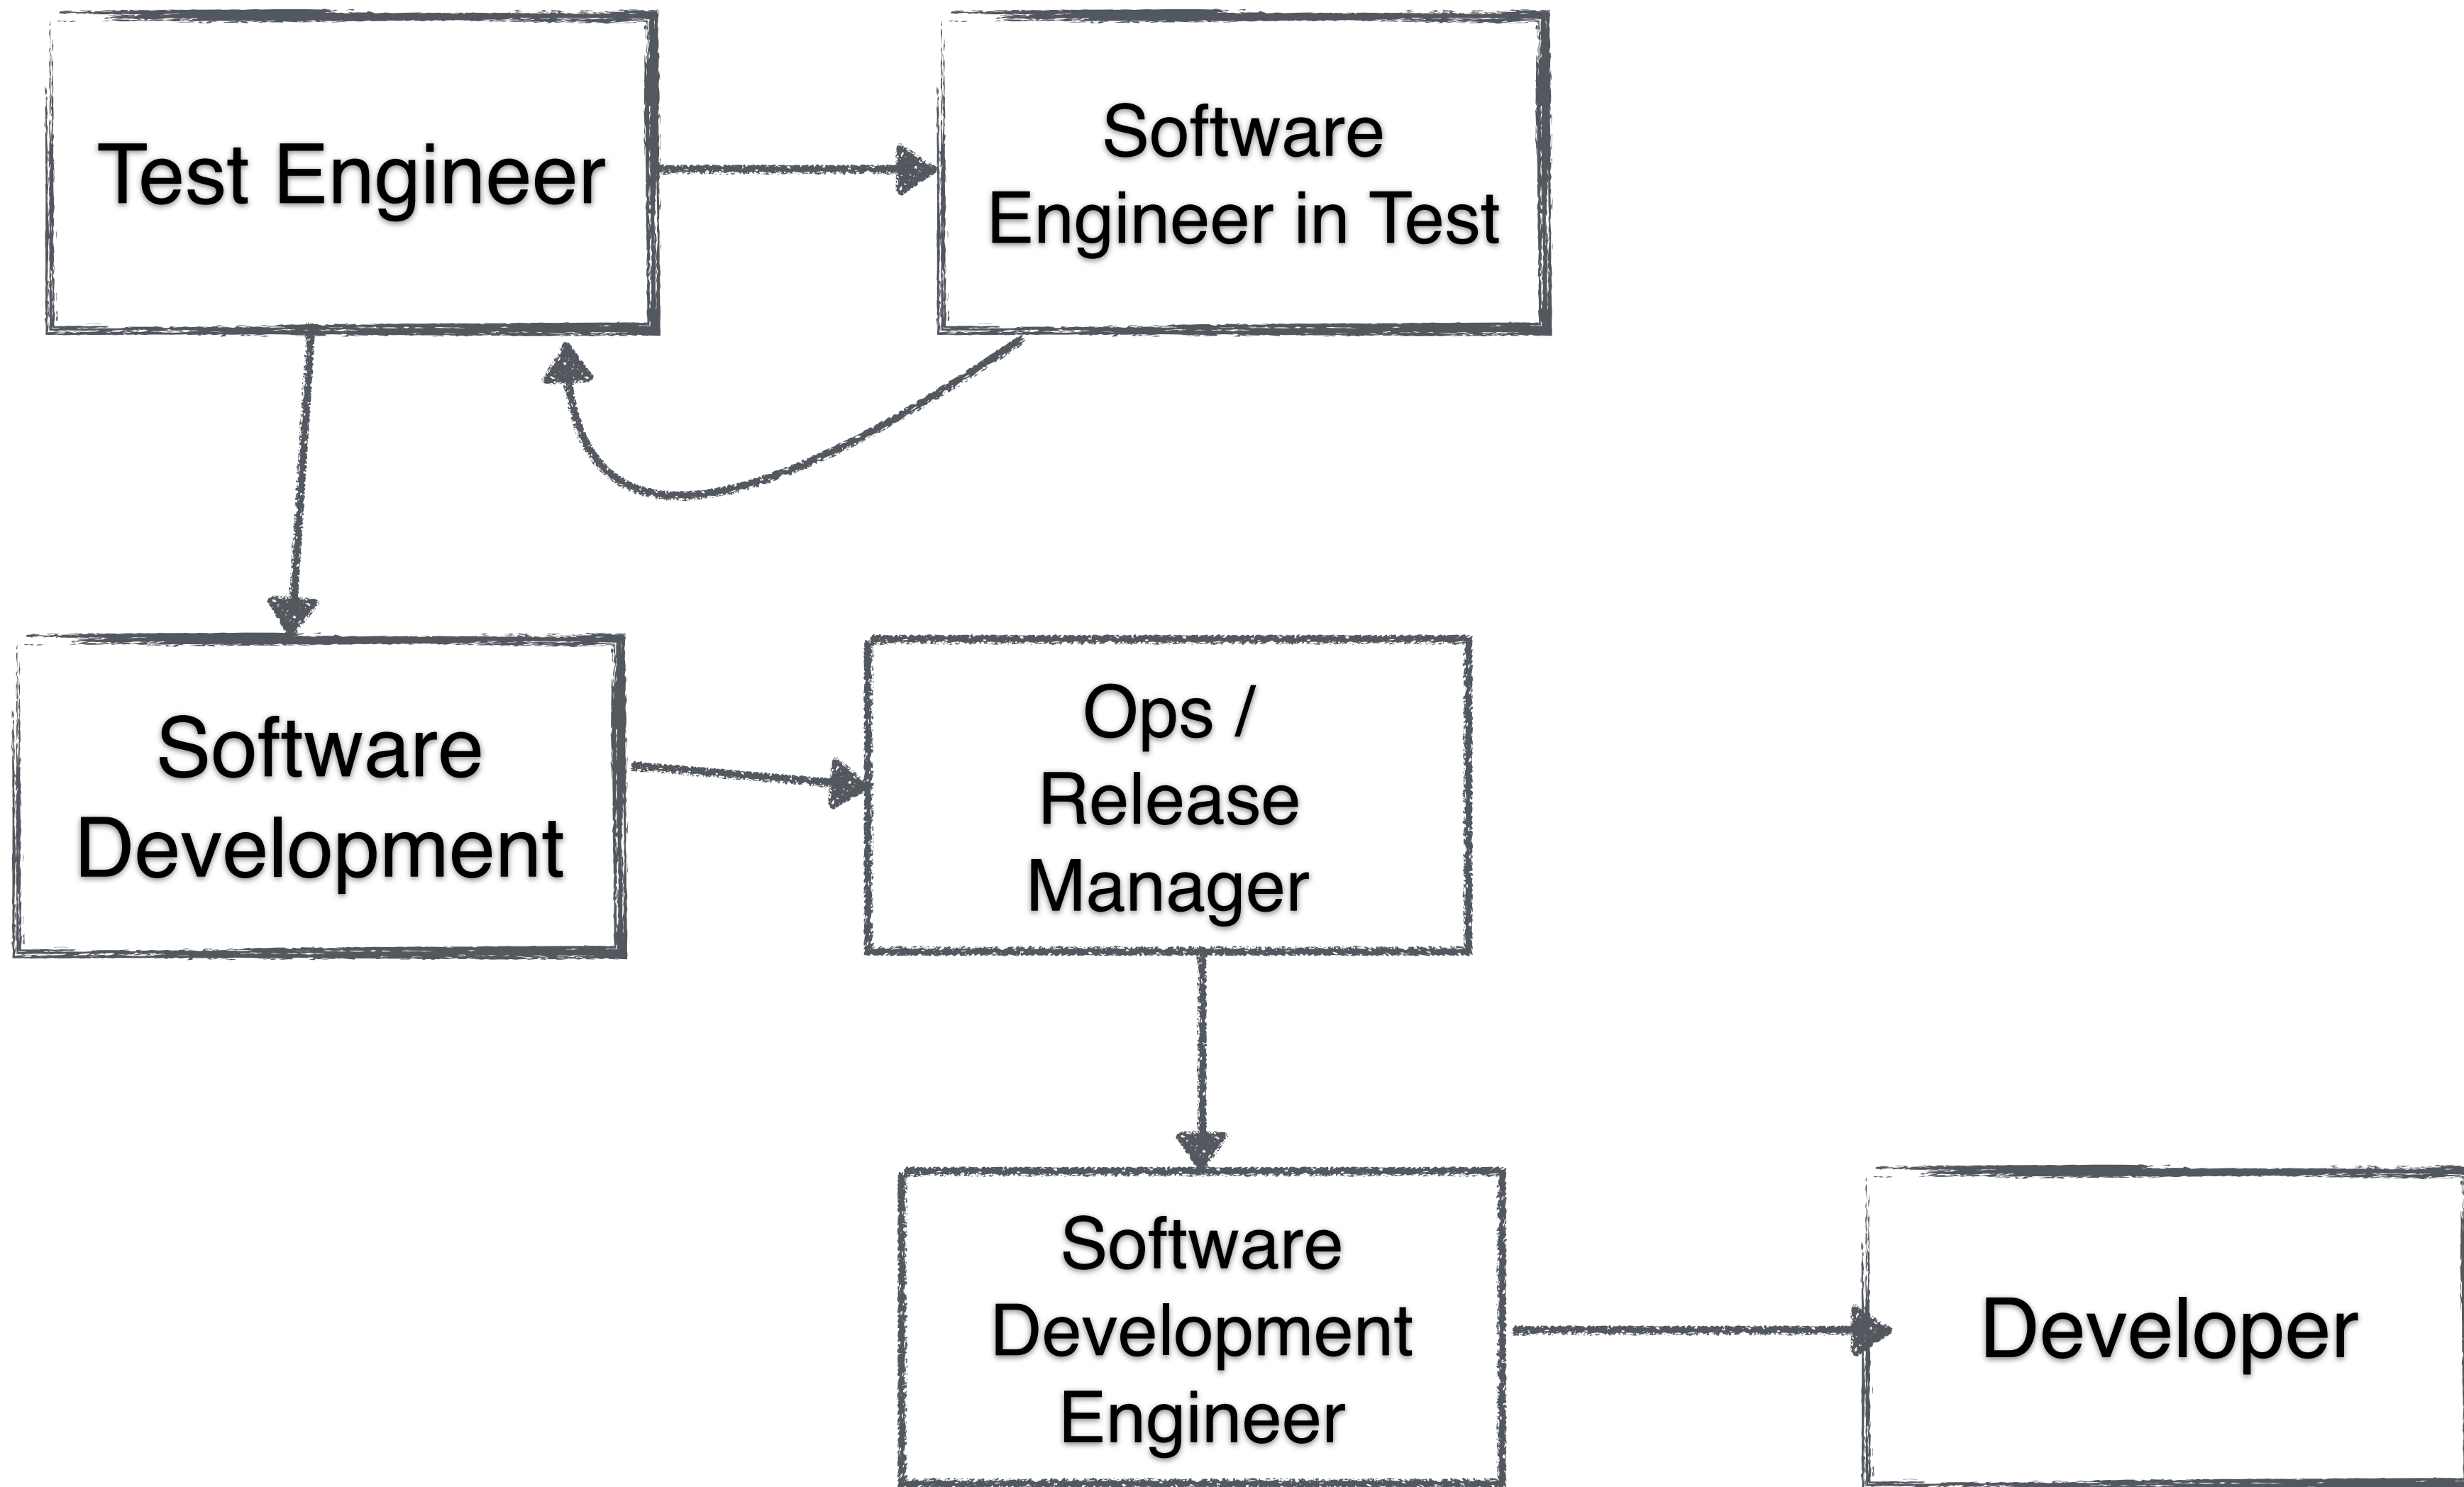 Test Engineer
Software
Engineer in Test
Software
Development
Ops /
Release
Manager
Software
Development
Engineer
Developer